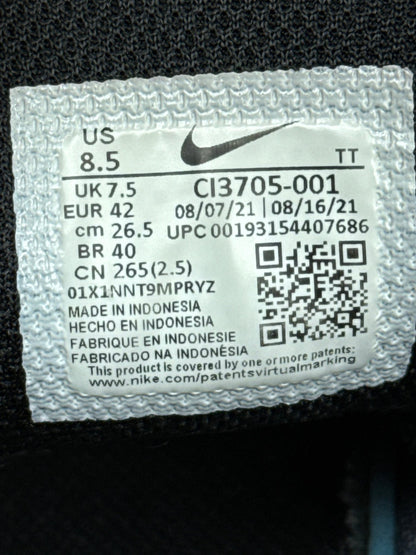 US
8.5
TT
UK 7.5
CI3705-001
EUR 42
08/07/21 | 08/16/21
cm 26.5
UPC 00193154407686
BR 40
CN 265(2.5)
01X1NNT9MPRYZ
MADE IN INDONESIA
HECHO EN INDONESIA
FABRIQUE EN INDONESIE
FABRICADO NA INDONÉSIA
This product is covered by one or more patents:
www.nike.com/patentsvirtualmarking